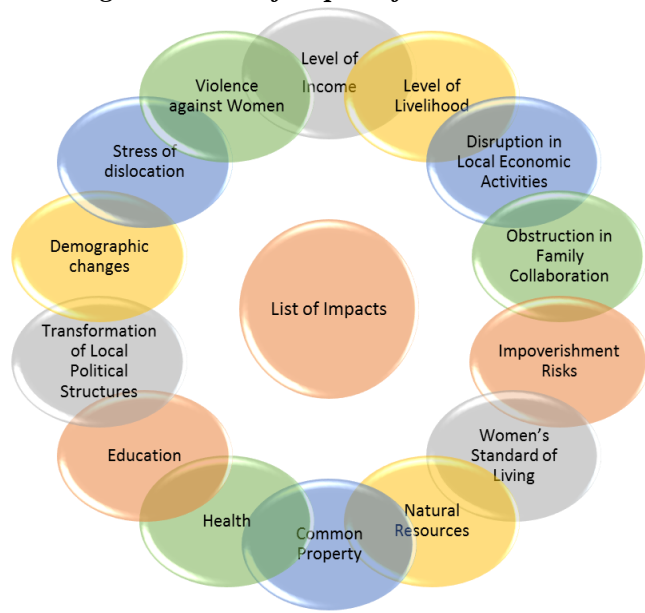 Level of
Income
Level of
Livelihood
Disruption in
Local Economic
Activities
Obstruction in
Family
Collaboration
Impoverishment
Risks
Women's
Standard of
Living
Natural
Resources
Common
Property
Health
Education
Transformation
of Local
Political
Structures
Demographic
changes
Stress of
dislocation
Violence
against Women
List of Impacts